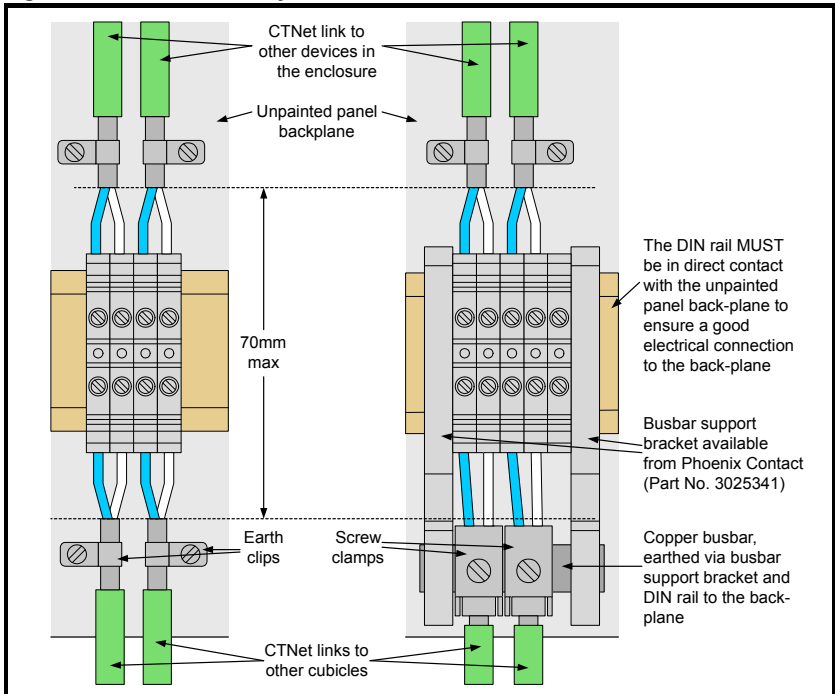 CTNet link to
other devices in
the enclosure
Unpainted panel
backplane
The DIN rail MUST
be in direct contact
with the unpainted
panel back-plane to
ensure a good
electrical connection
to the back-plane
70mm
max
Busbar support
bracket available
from Phoenix Contact
(Part No. 3025341)
Earth
clips
Screw
clamps
Copper busbar,
earthed via busbar
support bracket and
DIN rail to the back-
plane
CTNet links to
other cubicles